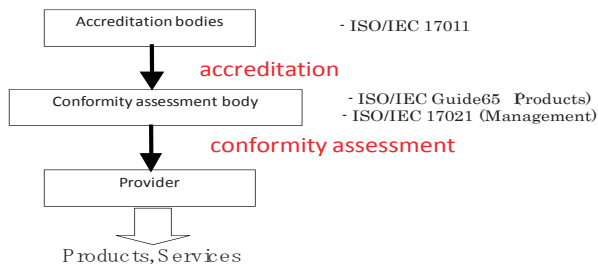 Accreditation bodies
- ISO/IEC 17011
accreditation
Conformity assessment body
- ISO/IEC Guide65 (Products)
- ISO/IEC 17021 (Management)
conformity assessment
Provider
Products, Services